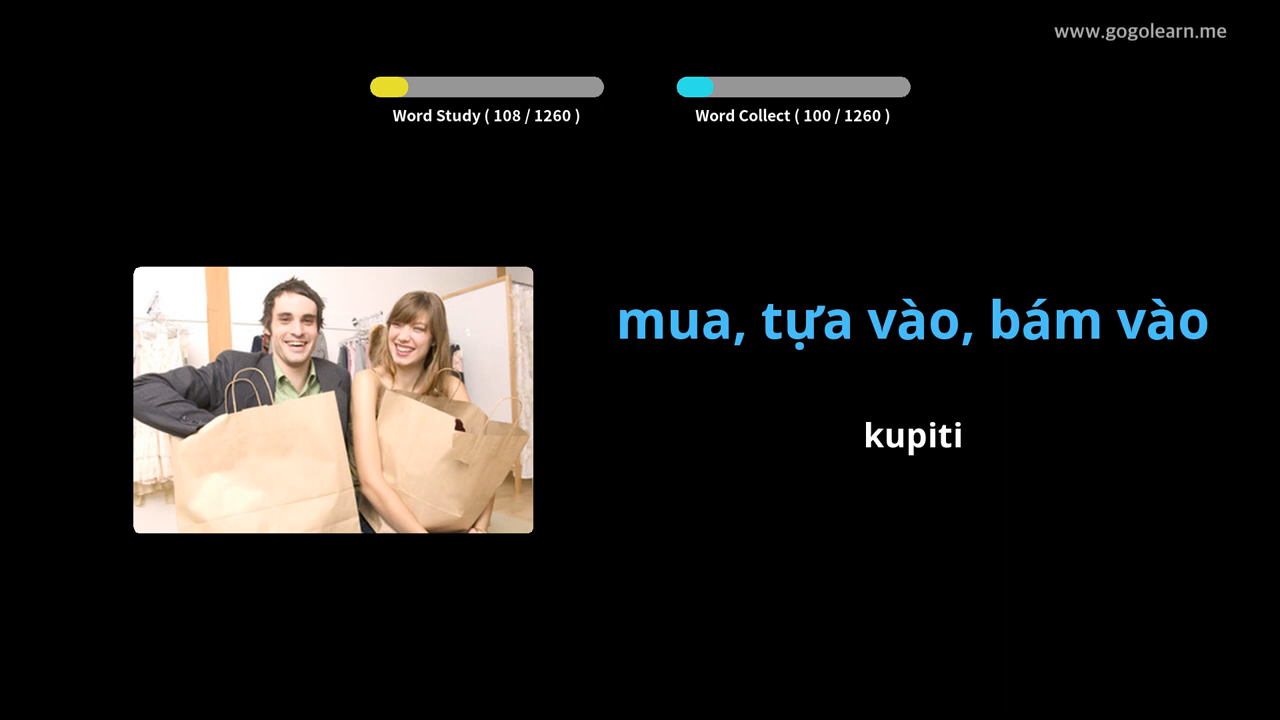 www.gogolearn.me
Word Study ( 108 / 1260 )
Word Collect ( 100 / 1260 )
mua, tựa vào, bám vào
kupiti